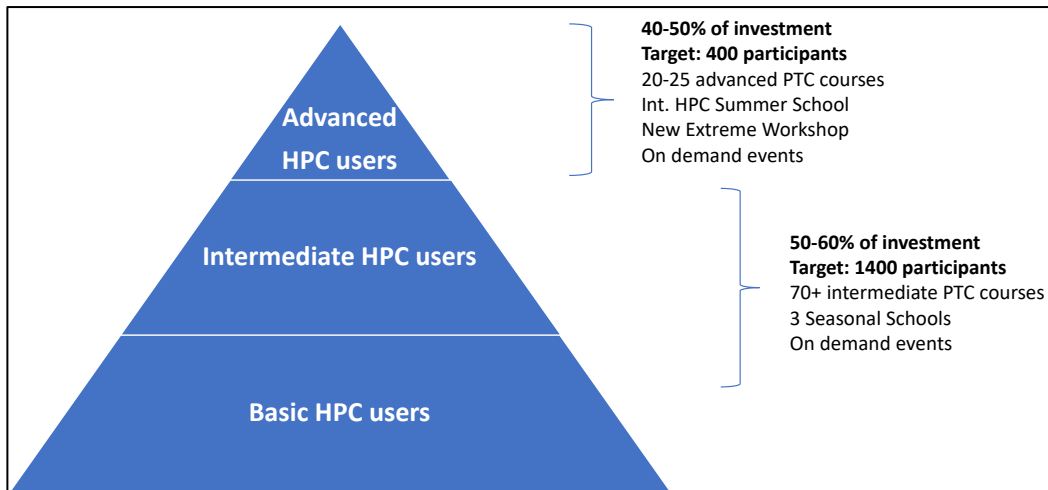 Advanced
HPC users
Intermediate HPC users
Basic HPC users
40-50% of investment
Target: 400 participants
20-25 advanced PTC courses
Int. HPC Summer School
New Extreme Workshop
On demand events
50-60% of investment
Target: 1400 participants
70+ intermediate PTC courses
3 Seasonal Schools
On demand events